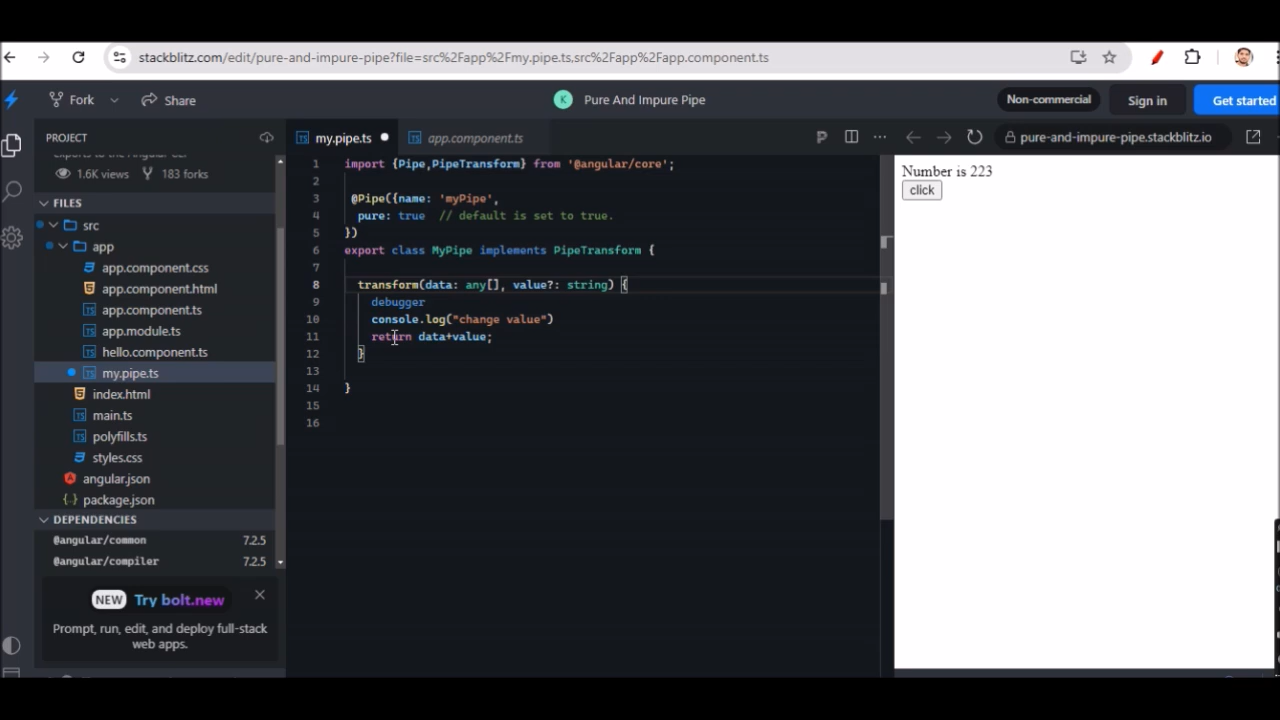 stackblitz.com/edit/pure-and-impure-pipe?file=src%2Fapp%2Fmy.pipe.ts,src%2Fapp%2Fapp.component.ts
Fork
Share
K
Pure And Impure Pipe
Non-commercial
Sign in
Get started
PROJECT
1.6K views
183 forks
FILES
src
app
app.component.css
app.component.html
app.component.ts
app.module.ts
hello.component.ts
my.pipe.ts
index.html
main.ts
polyfills.ts
styles.css
angular.json
package.json
DEPENDENCIES
@angular/common 7.2.5
@angular/compiler 7.2.5
NEW Try bolt.new
Prompt, run, edit, and deploy full-stack
web apps.
my.pipe.ts
app.component.ts
1 import {Pipe,PipeTransform} from '@angular/core';
2
3 @Pipe({name: 'myPipe',
4 pure: true // default is set to true.
5 })
6 export class MyPipe implements PipeTransform {
7
8 transform(data: any[], value?: string) {
9 debugger
10 console.log("change value")
11 return data+value;
12 }
13
14 }
15
16
pure-and-impure-pipe.stackblitz.io
Number is 223
click